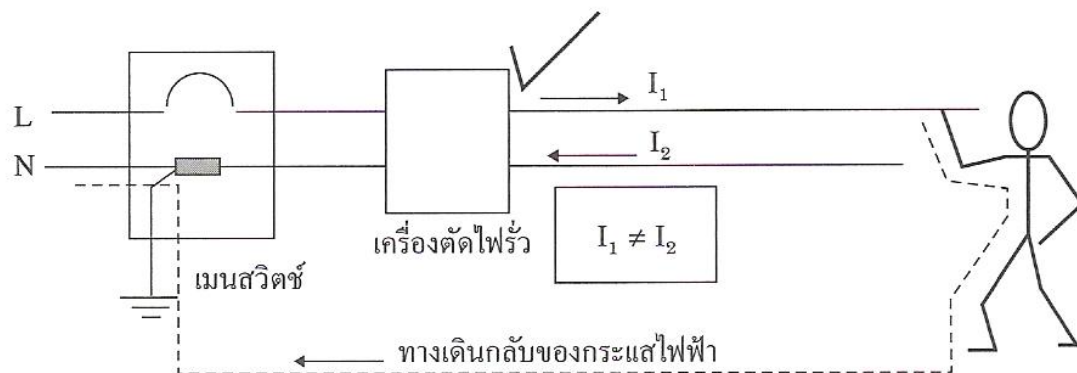 L
I₁
N
I₂
เครื่องตัดไฟรั่ว
I₁ ≠ I₂
เมนสวิตช์
ทางเดินกลับของกระแสไฟฟ้า